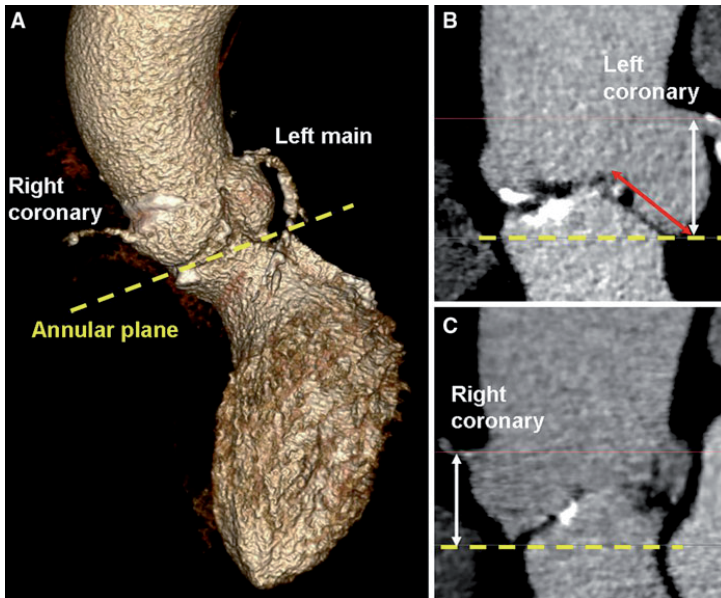 A
Left main
Right
coronary
Annular plane
B
Left
coronary
C
Right
coronary